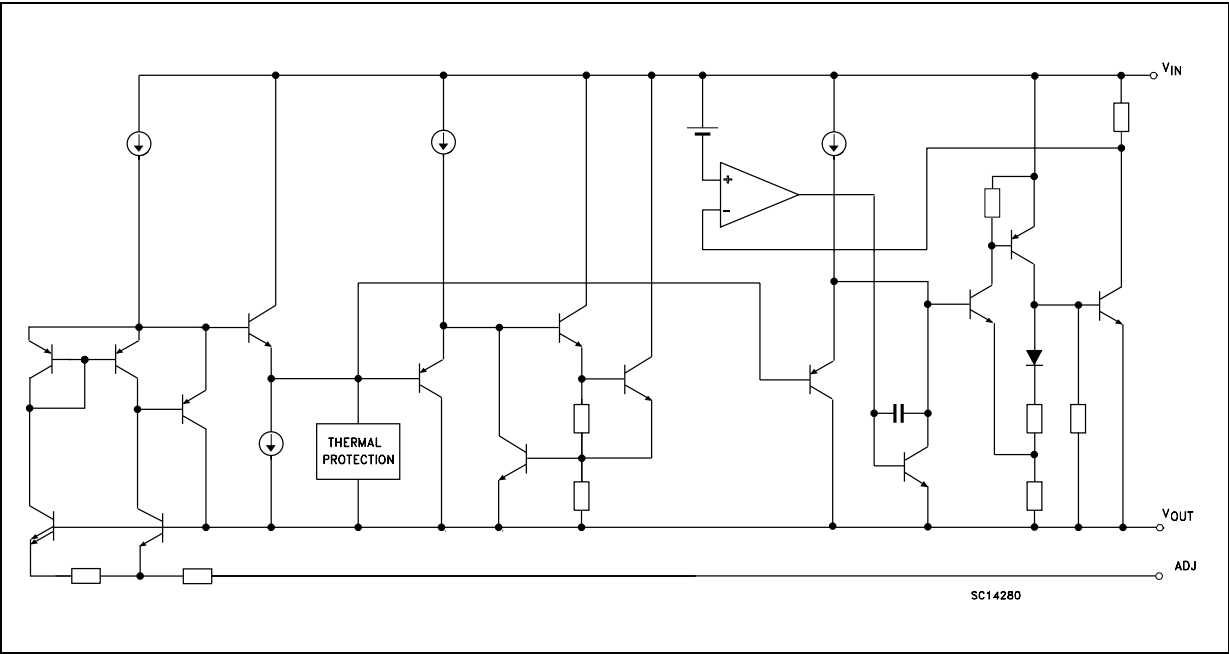 VIN
+
-
THERMAL
PROTECTION
VOUT
ADJ
SC14280